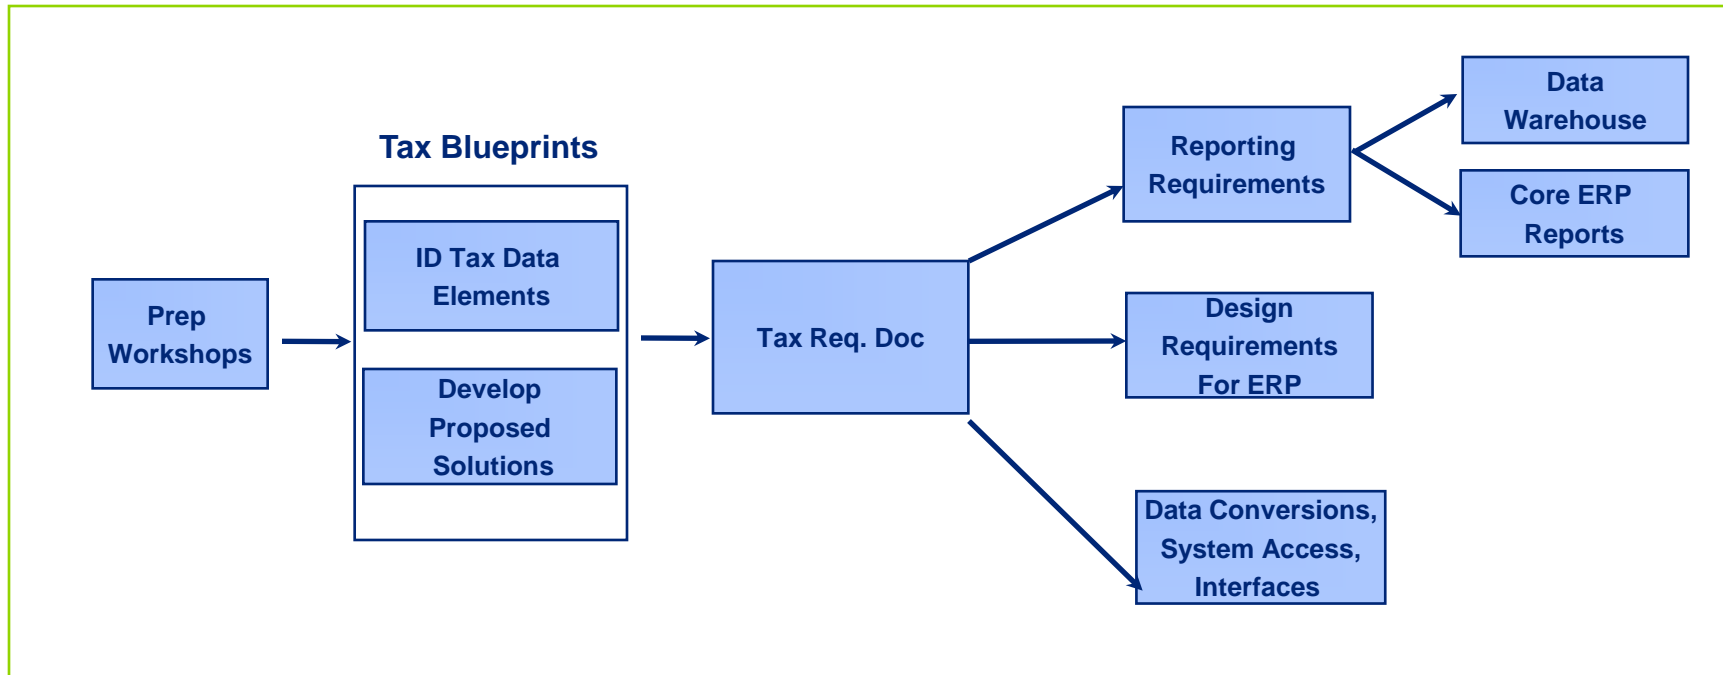 Tax Blueprints
Prep
Workshops
ID Tax Data
Elements
Develop
Proposed
Solutions
Tax Req. Doc
Reporting
Requirements
Design
Requirements
For ERP
Data Conversions,
System Access,
Interfaces
Data
Warehouse
Core ERP
Reports